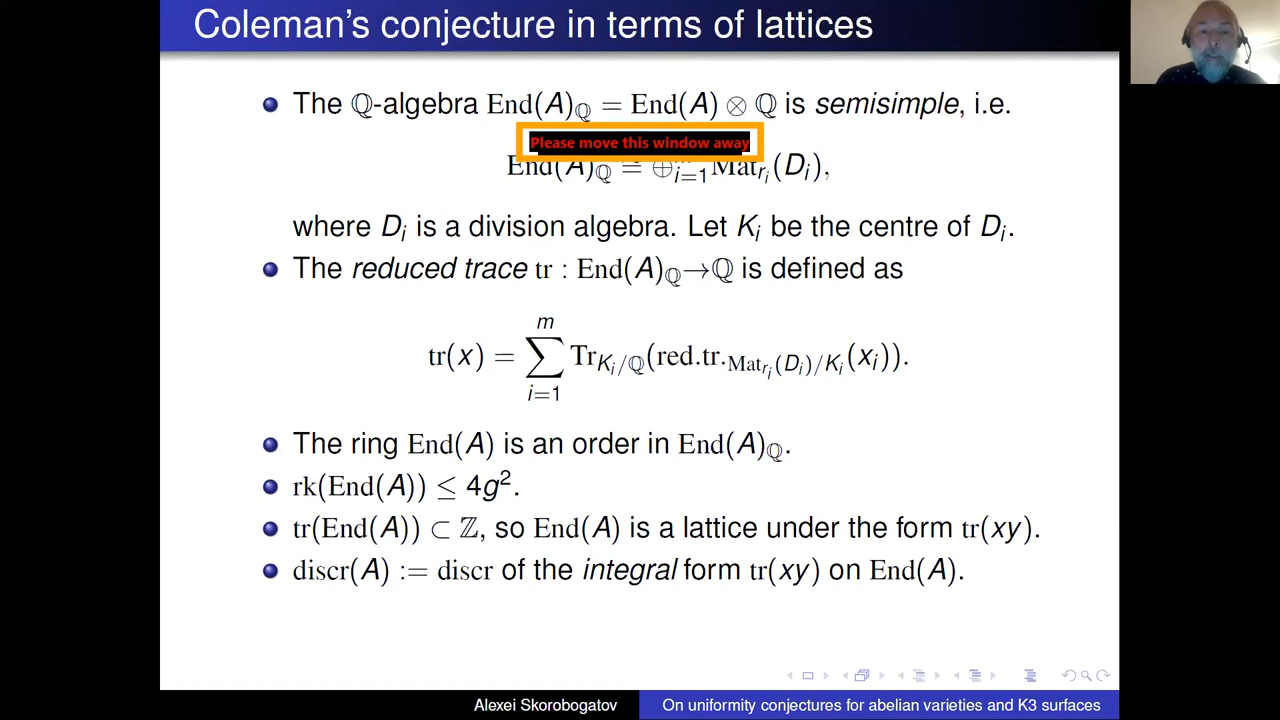 Coleman's conjecture in terms of lattices
The ℚ-algebra End(A)_ℚ = End(A) ⊗ ℚ is semisimple, i.e.
Please move this window away
End(A)_ℚ ≅ ⊕_{i=1}^{m} Mat_{r_i}(D_i),
where D_i is a division algebra. Let K_i be the centre of D_i.
The reduced trace tr : End(A)_ℚ→ℚ is defined as
tr(x) = ∑_{i=1}^{m} Tr_{K_i/ℚ}(red.tr._{Mat_{r_i}(D_i)/K_i}(x_i)).
The ring End(A) is an order in End(A)_ℚ.
rk(End(A)) ≤ 4g².
tr(End(A)) ⊂ ℤ, so End(A) is a lattice under the form tr(xy).
discr(A) := discr of the integral form tr(xy) on End(A).
Alexei Skorobogatov
On uniformity conjectures for abelian varieties and K3 surfaces